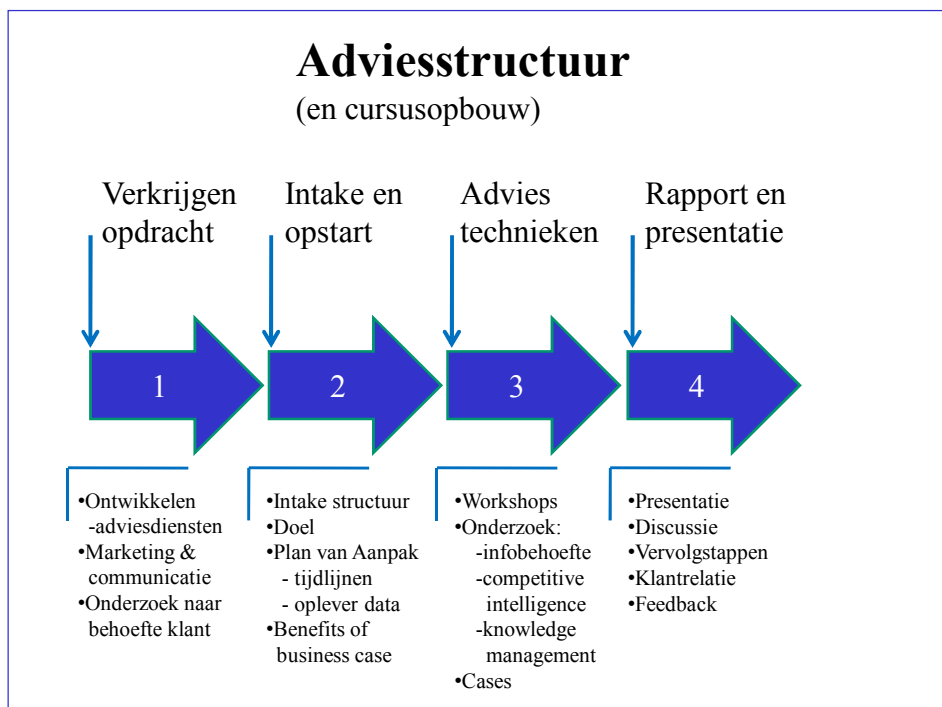 Adviesstructuur
(en cursusopbouw)
Verkrijgen
opdracht
Intake en
opstart
Advies
technieken
Rapport en
presentatie
1
2
3
4
•Ontwikkelen
-adviesdiensten
•Marketing &
communicatie
•Onderzoek naar
behoefte klant
•Intake structuur
•Doel
•Plan van Aanpak
- tijdlijnen
- oplever data
•Benefits of
business case
•Workshops
•Onderzoek:
-infobehoefte
-competitive
intelligence
-knowledge
management
•Cases
•Presentatie
•Discussie
•Vervolgstappen
•Klantrelatie
•Feedback